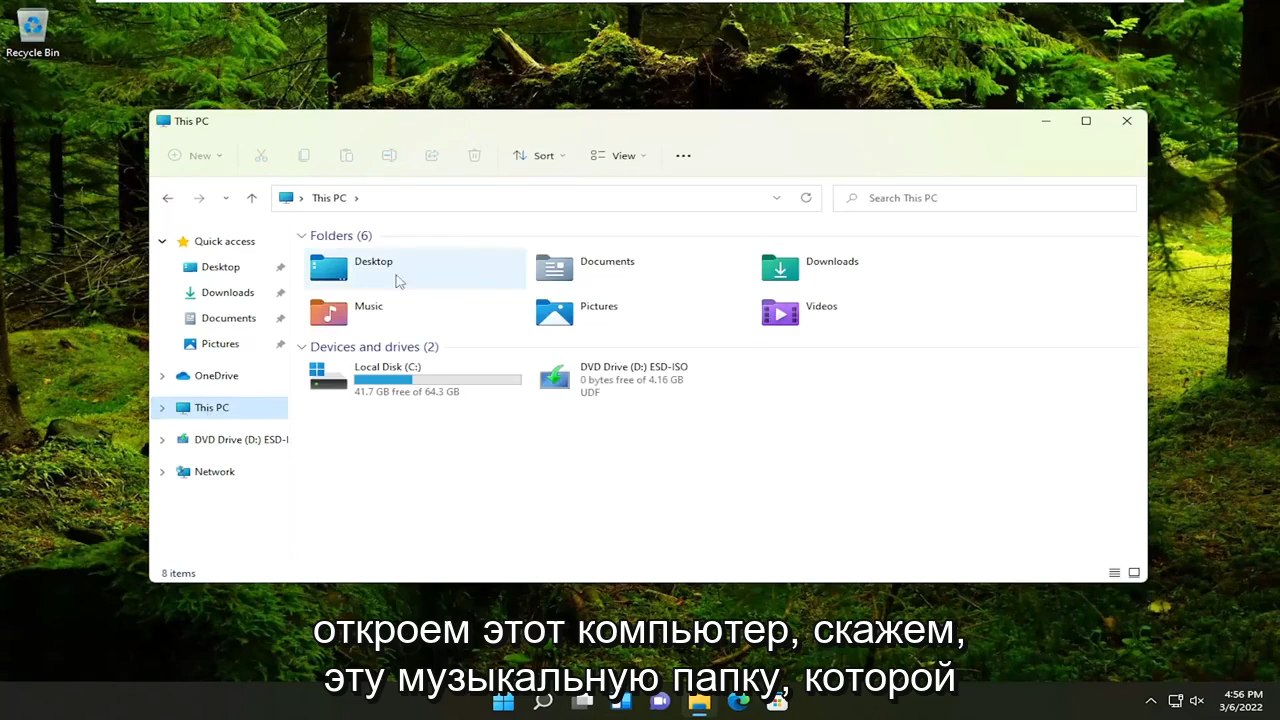 Recycle Bin
This PC
New
Sort
View
This PC
Search This PC
Quick access
Desktop
Downloads
Documents
Pictures
OneDrive
This PC
DVD Drive (D:) ESD-I
Network
Folders (6)
Desktop
Documents
Downloads
Music
Pictures
Videos
Devices and drives (2)
Local Disk (C:)
41.7 GB free of 64.3 GB
DVD Drive (D:) ESD-ISO
0 bytes free of 4.16 GB
UDF
8 items
откроем этот компьютер, скажем,
эту музыкальную папку, которой
4:56 PM
3/6/2022